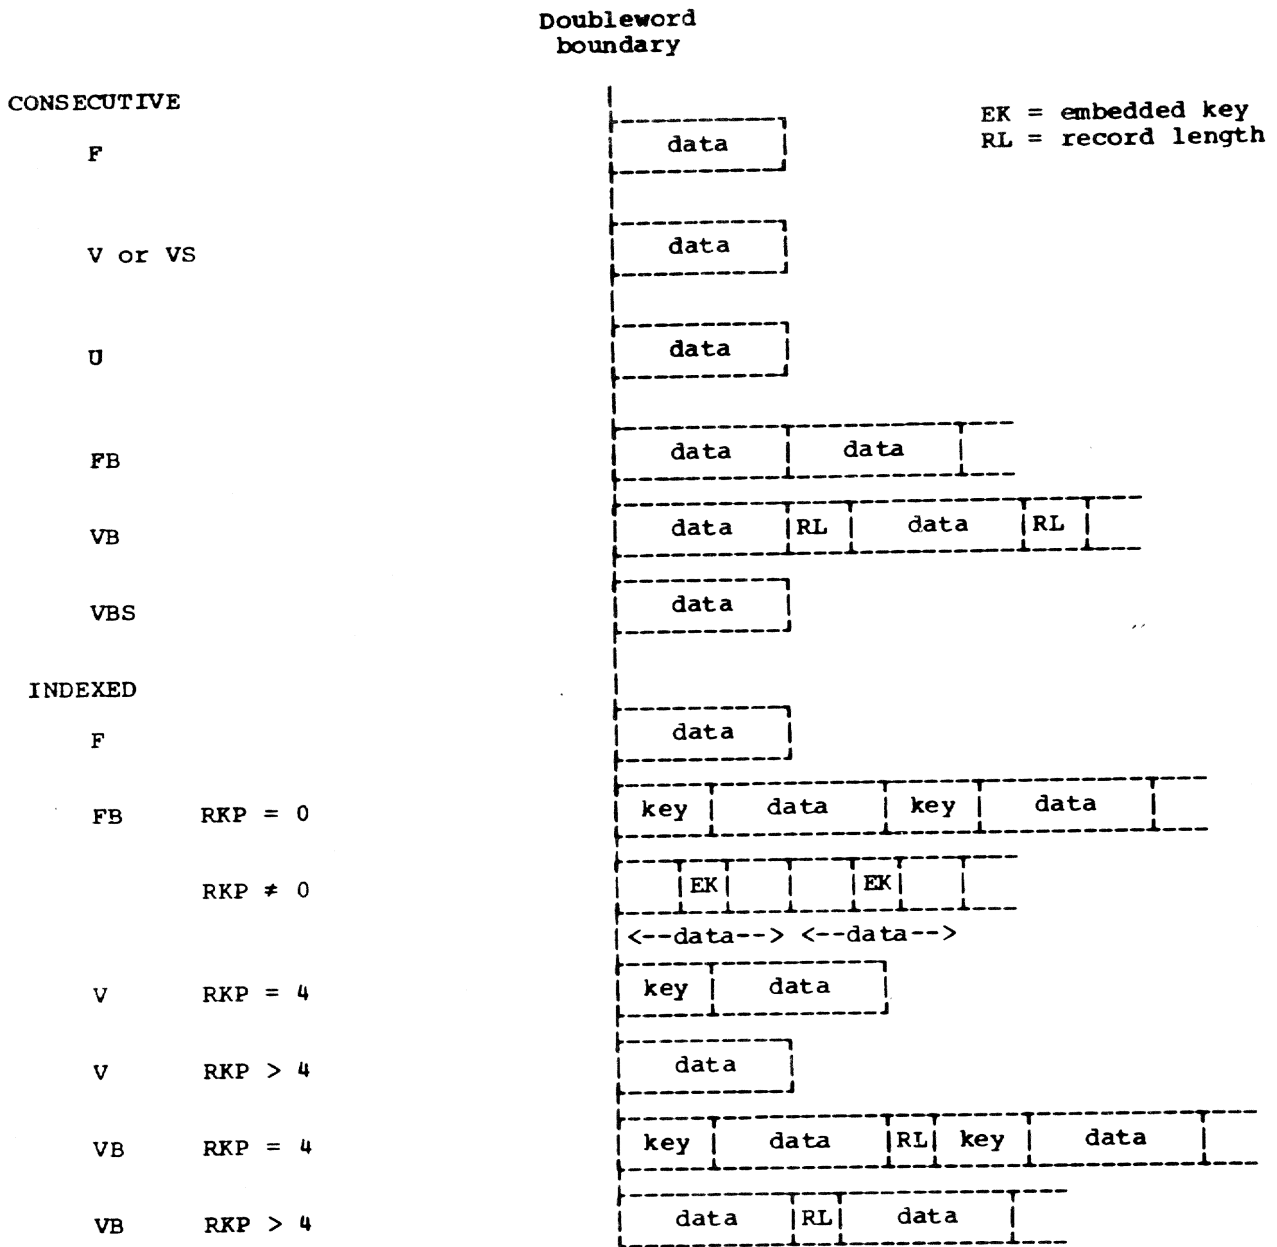 Doubleword
boundary
CONSECUTIVE
EK = embedded key
RL = record length
F data
V or VS data
U data
FB data data
VB data RL data RL
VBS data
INDEXED
F data
FB RKP = 0 key data key data
RKP ≠ 0 EK EK
<--data--> <--data-->
V RKP = 4 key data
V RKP > 4 data
VB RKP = 4 key data RL key data
VB RKP > 4 data RL data